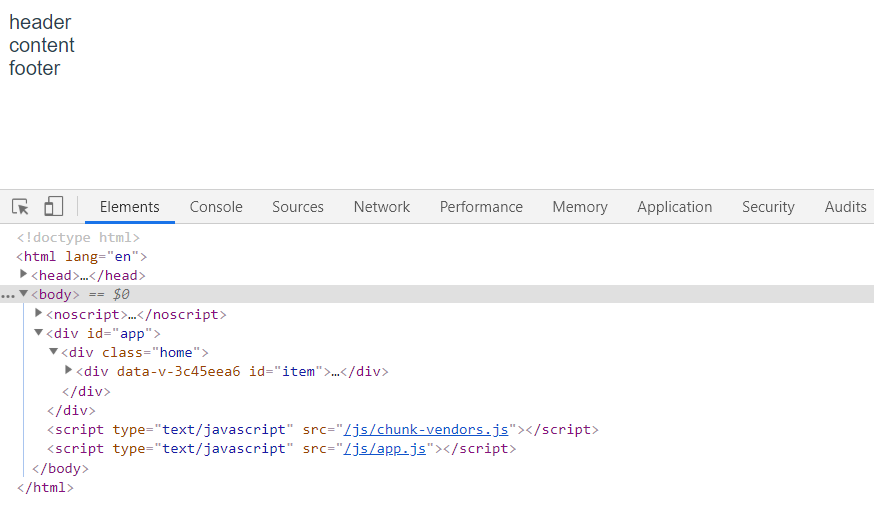 header
content
footer
Elements Console Sources Network Performance Memory Application Security Audits
<!doctype html>
<html lang="en">
<head>…</head>
… <body> == $0
<noscript>…</noscript>
<div id="app">
<div class="home">
<div data-v-3c45eea6 id="item">…</div>
</div>
</div>
<script type="text/javascript" src="/js/chunk-vendors.js"></script>
<script type="text/javascript" src="/js/app.js"></script>
</body>
</html>